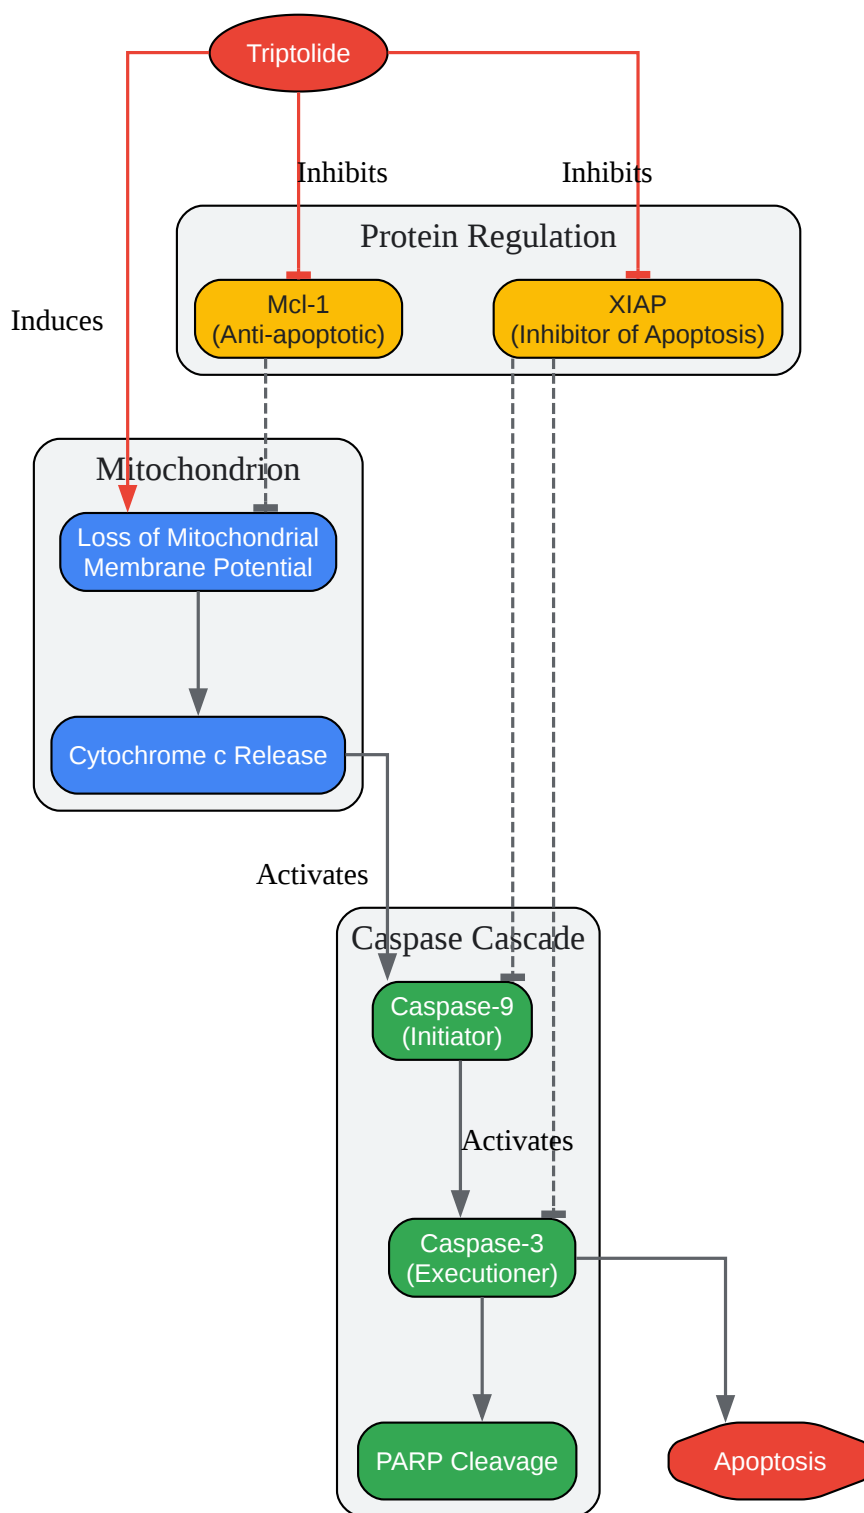 Triptolide
Inhibits
Inhibits
Protein Regulation
Mcl-1
(Anti-apoptotic)
XIAP
(Inhibitor of Apoptosis)
Induces
Mitochondrion
Loss of Mitochondrial
Membrane Potential
Cytochrome c Release
Activates
Caspase Cascade
Caspase-9
(Initiator)
Activates
Caspase-3
(Executioner)
PARP Cleavage
Apoptosis